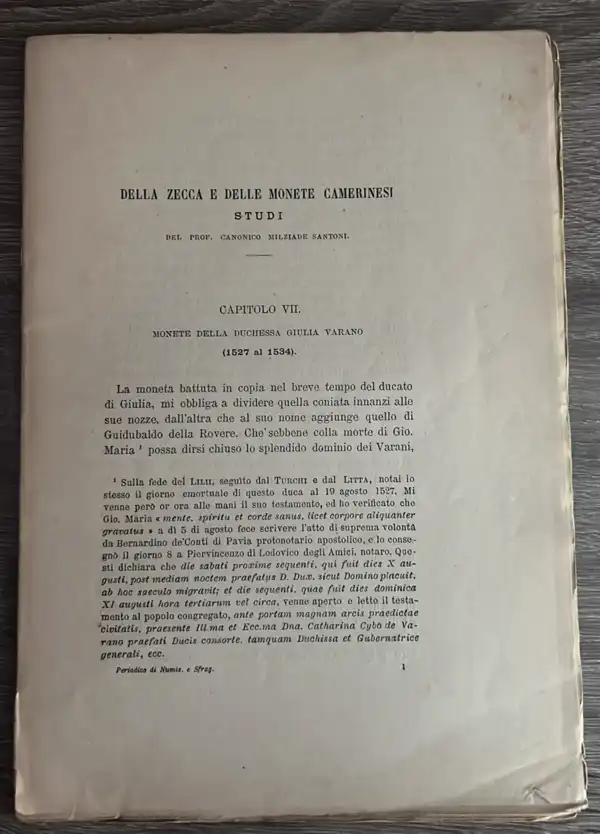 DELLA ZECCA E DELLE MONETE CAMERINESI
STUDI
DEL PROF. CANONICO MILZIADE SANTONI.
CAPITOLO VII.
MONETE DELLA DUCHESSA GIULIA VARANO
(1527 al 1534).
La moneta battuta in copia nel breve tempo del ducato
di Giulia, mi obbliga a dividere quella coniata innanzi alle
sue nozze, dall'altra che al suo nome aggiunge quello di
Guidubaldo della Rovere. Che' sebbene colla morte di Gio.
Maria ¹ possa dirsi chiuso lo splendido dominio dei Varani,
¹ Sulla fede del LILII, seguito dal TURCHI e dal LITTA, notai lo
stesso il giorno emortuale di questo duca al 19 agosto 1527. Mi
venne però or ora alle mani il suo testamento, ed ho verificato che
Gio. Maria « mente, spiritu et corde sanus, licet corpore aliquanter
gravatus » a dì 5 di agosto fece scrivere l'atto di suprema volontà
da Bernardino de' Conti di Pavia protonotario apostolico, e lo conse-
gnò il giorno 8 a Piervincenzo di Lodovico degli Amici, notaro. Que-
sti dichiara che die sabati proxime sequenti, qui fuit dies X au-
gusti, post mediam noctem praefatus D. Dux. sicut Domino placuit,
ab hoc saeculo migravit; et die sequenti, quae fuit dies dominica
XI augusti hora tertiarum vel circa, venne aperto e letto il testa-
mento al popolo congregato, ante portam magnam arcis praedictae
civitatis, praesente Ill.ma et Ecc.ma Dna. Catharina Cybo de Va-
rano praefati Ducis consorte, tamquam Duchissa et Gubernatrice
generali, ecc.
Periodico di Numis. e Sfrag. 1